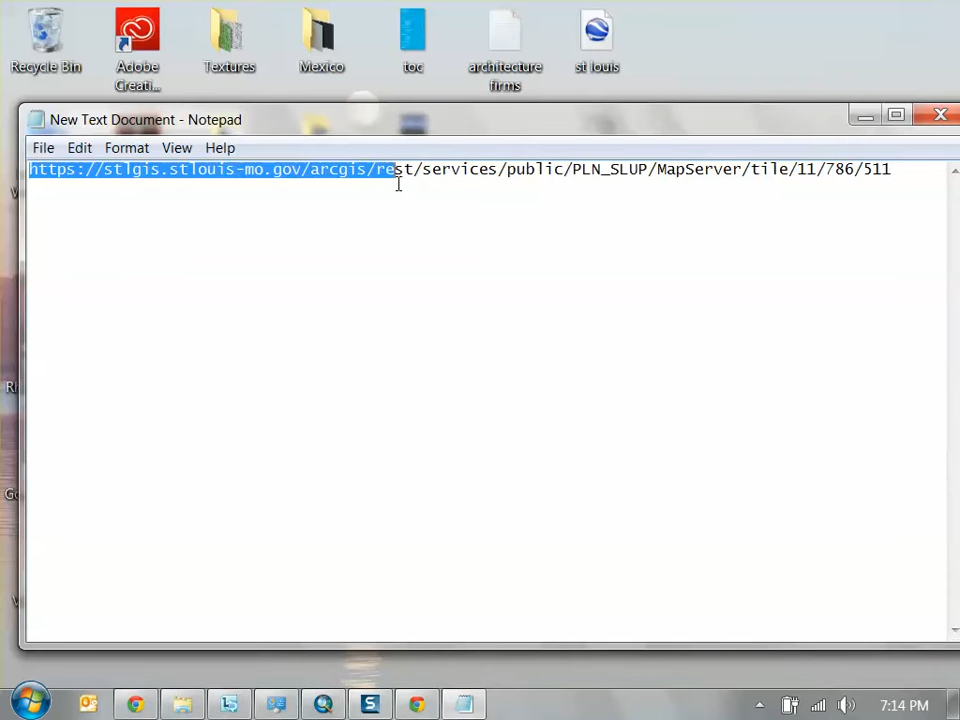 Recycle Bin
Adobe
Creati...
Textures
Mexico
toc
architecture
firms
st louis
New Text Document - Notepad
File Edit Format View Help
https://stlgis.stlouis-mo.gov/arcgis/rest/services/public/PLN_SLUP/MapServer/tile/11/786/511
7:14 PM